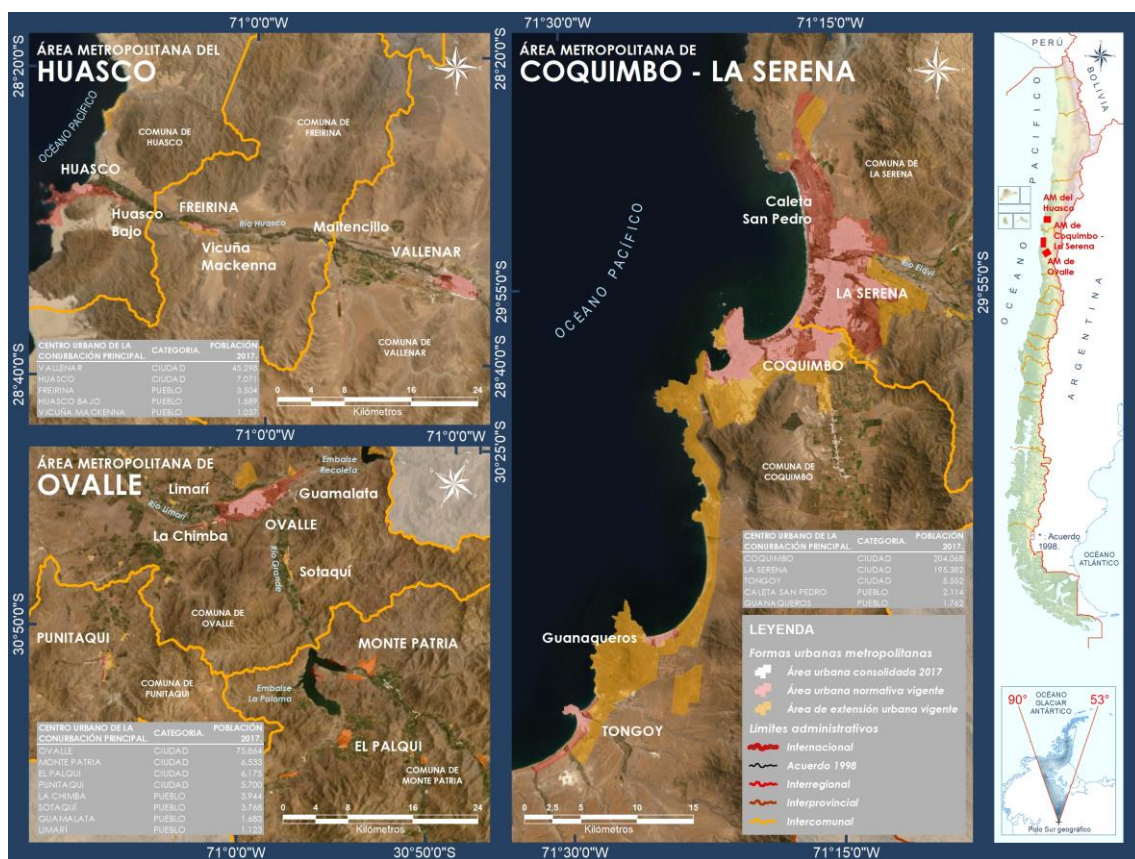 71°0'0"W
28°20'0"S
ÁREA METROPOLITANA DEL
HUASCO
OCÉANO PACÍFICO
COMUNA DE
HUASCO
COMUNA DE
FREIRINA
HUASCO
Huasco
Bajo
FREIRINA
Río Huasco
Maitencillo
Vicuña
Mackenna
VALLENAR
COMUNA DE
VALLENAR
28°40'0"S
CENTRO URBANO DE LA
CONURBACIÓN PRINCIPAL. CATEGORIA. POBLACIÓN
2017.
VALLENAR CIUDAD 45.298
HUASCO CIUDAD 7.071
FREIRINA PUEBLO 3.504
HUASCO BAJO PUEBLO 1.589
VICUÑA MACKENNA PUEBLO 1.037
0 4 8 16 24
Kilómetros
71°0'0"W
71°0'0"W
71°0'0"W
30°25'0"S
ÁREA METROPOLITANA DE
OVALLE
Embalse
Recoleta
Limarí
Guamalata
Río Limarí
OVALLE
La Chimba
Río Grande
Sotaquí
COMUNA DE
OVALLE
30°50'0"S
PUNITAQUI
MONTE PATRIA
COMUNA DE
PUNITAQUI
Embalse
La Paloma
EL PALQUI
COMUNA DE
MONTE PATRIA
CENTRO URBANO DE LA
CONURBACIÓN PRINCIPAL. CATEGORIA. POBLACIÓN
2017.
OVALLE CIUDAD 75.864
MONTE PATRIA CIUDAD 6.533
EL PALQUI CIUDAD 6.175
PUNITAQUI CIUDAD 5.700
LA CHIMBA PUEBLO 3.944
SOTAQUÍ PUEBLO 3.768
GUAMALATA PUEBLO 1.683
LIMARÍ PUEBLO 1.123
0 4 8 16 24
Kilómetros
71°0'0"W
30°50'0"S
71°30'0"W
71°15'0"W
28°20'0"S
ÁREA METROPOLITANA DE
COQUIMBO - LA SERENA
COMUNA DE
LA SERENA
Caleta
San Pedro
OCÉANO PACÍFICO
Río Elqui
LA SERENA
29°55'0"S
29°55'0"S
COQUIMBO
28°40'0"S
COMUNA DE
COQUIMBO
30°25'0"S
CENTRO URBANO DE LA
CONURBACIÓN PRINCIPAL. CATEGORIA. POBLACIÓN
2017.
COQUIMBO CIUDAD 204.068
LA SERENA CIUDAD 195.382
TONGOY CIUDAD 5.552
CALETA SAN PEDRO PUEBLO 2.114
GUANAQUEROS PUEBLO 1.762
Guanaqueros
30°50'0"S
TONGOY
LEYENDA
Formas urbanas metropolitanas
Área urbana consolidada 2017
Área urbana normativa vigente
Área de extensión urbana vigente
Límites administrativos
Internacional
Acuerdo 1998
Interregional
Interprovincial
Intercomunal
0 2,5 5 10 15
Kilómetros
71°30'0"W
71°15'0"W
PERÚ
BOLIVIA
OCÉANO PACÍFICO
AM del
Huasco
AM de
Coquimbo -
La Serena
AM de
Ovalle
ARGENTINA
* : Acuerdo
1998.
OCÉANO
ATLÁNTICO
90°
OCÉANO
GLACIAR
ANTÁRTICO
53°
Polo Sur geográfico